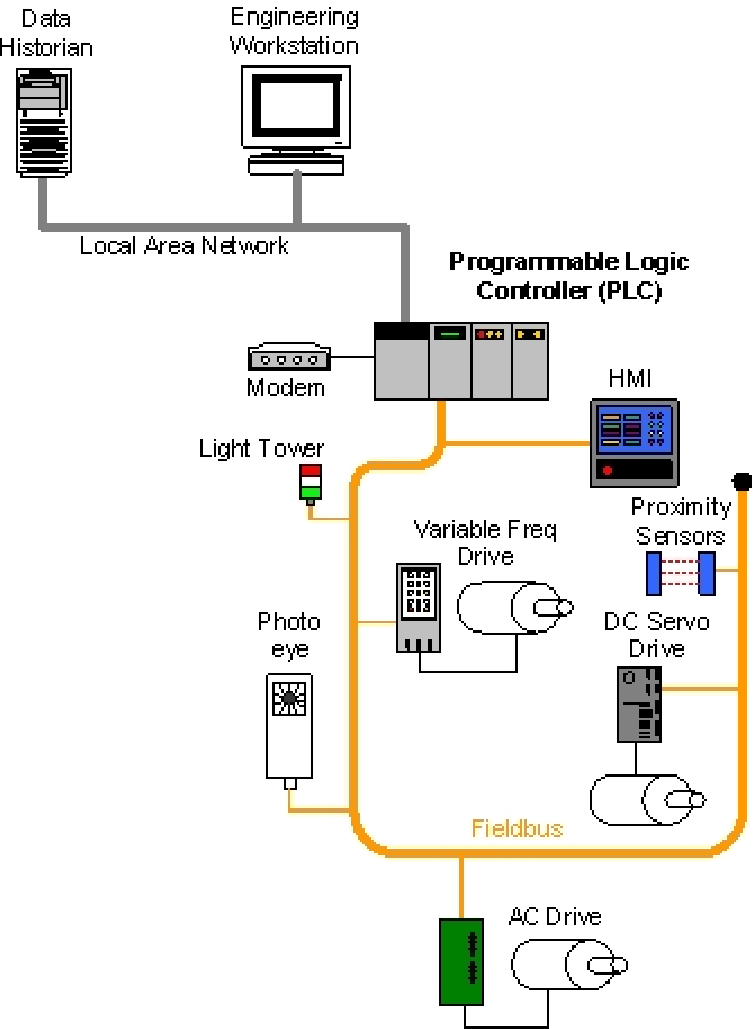 Data
Historian
Engineering
Workstation
Local Area Network
Programmable Logic
Controller (PLC)
Modem
HMI
Light Tower
Proximity
Sensors
Variable Freq
Drive
Photo
eye
DC Servo
Drive
Fieldbus
AC Drive